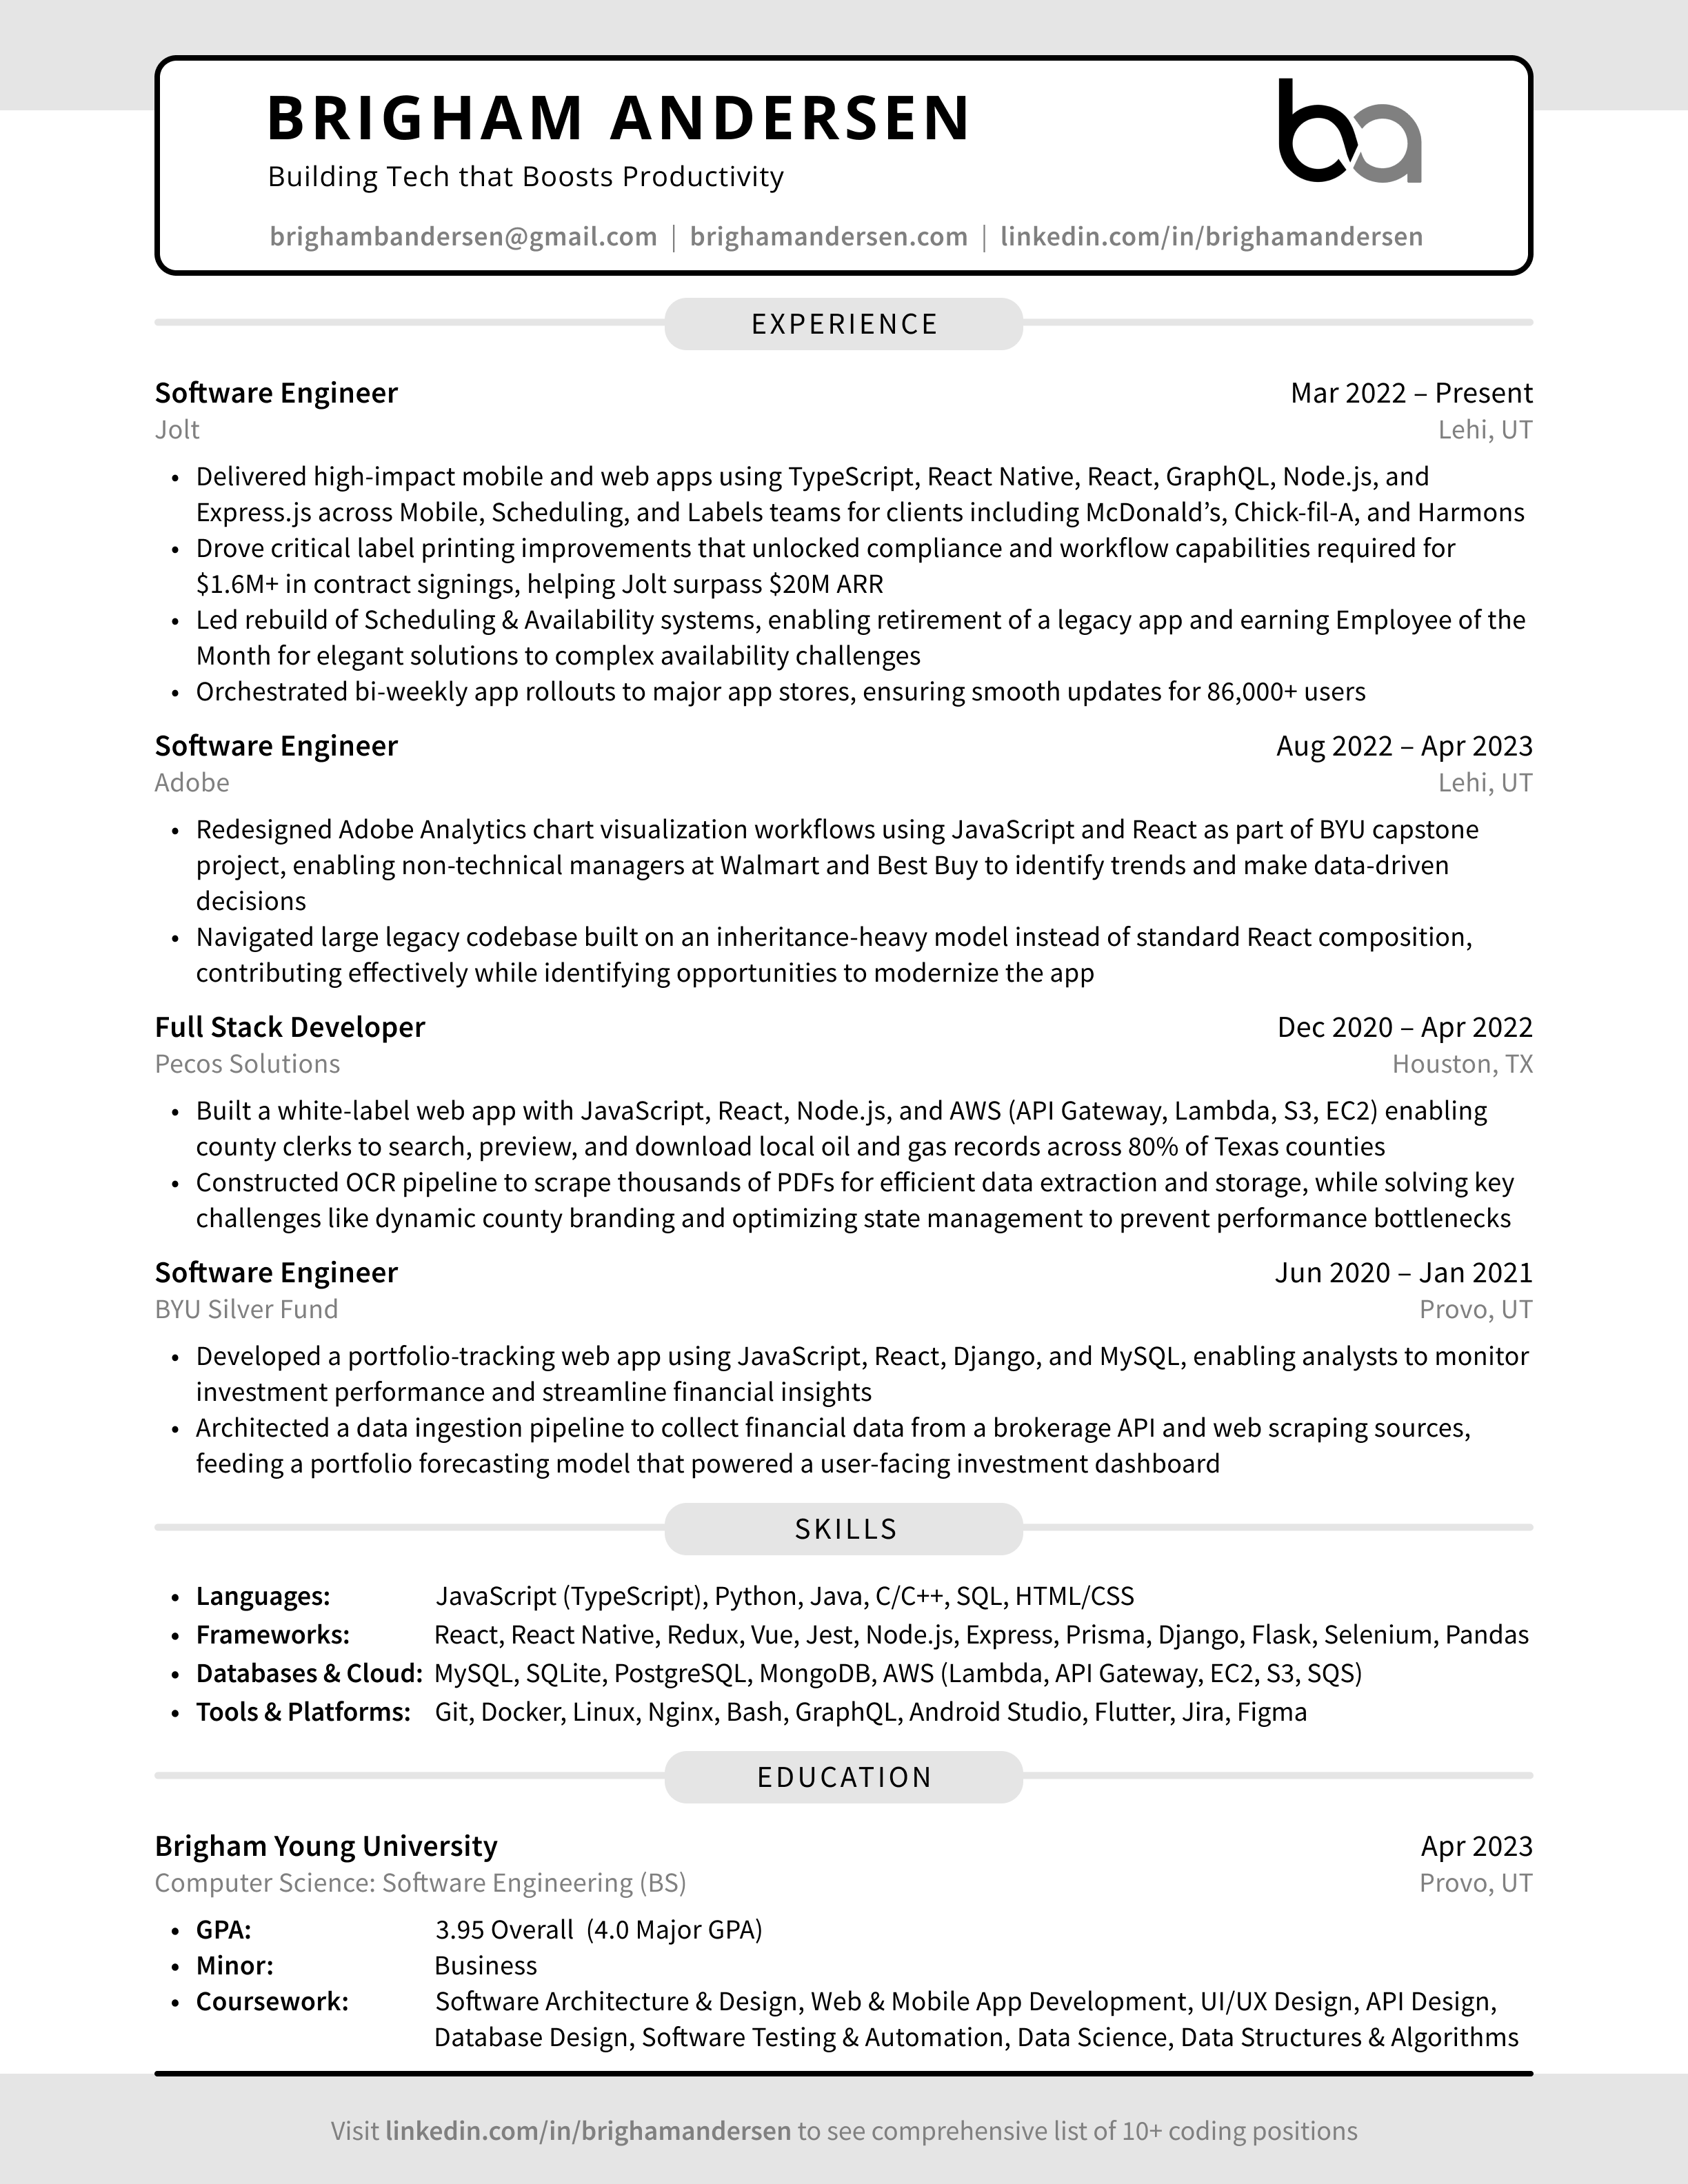 BRIGHAM ANDERSEN
ba
Building Tech that Boosts Productivity
brighambandersen@gmail.com | brighamandersen.com | linkedin.com/in/brighamandersen
EXPERIENCE
Software Engineer Mar 2022 – Present
Jolt Lehi, UT
• Delivered high-impact mobile and web apps using TypeScript, React Native, React, GraphQL, Node.js, and
Express.js across Mobile, Scheduling, and Labels teams for clients including McDonald’s, Chick-fil-A, and Harmons
• Drove critical label printing improvements that unlocked compliance and workflow capabilities required for
$1.6M+ in contract signings, helping Jolt surpass $20M ARR
• Led rebuild of Scheduling & Availability systems, enabling retirement of a legacy app and earning Employee of the
Month for elegant solutions to complex availability challenges
• Orchestrated bi-weekly app rollouts to major app stores, ensuring smooth updates for 86,000+ users
Software Engineer Aug 2022 – Apr 2023
Adobe Lehi, UT
• Redesigned Adobe Analytics chart visualization workflows using JavaScript and React as part of BYU capstone
project, enabling non-technical managers at Walmart and Best Buy to identify trends and make data-driven
decisions
• Navigated large legacy codebase built on an inheritance-heavy model instead of standard React composition,
contributing effectively while identifying opportunities to modernize the app
Full Stack Developer Dec 2020 – Apr 2022
Pecos Solutions Houston, TX
• Built a white-label web app with JavaScript, React, Node.js, and AWS (API Gateway, Lambda, S3, EC2) enabling
county clerks to search, preview, and download local oil and gas records across 80% of Texas counties
• Constructed OCR pipeline to scrape thousands of PDFs for efficient data extraction and storage, while solving key
challenges like dynamic county branding and optimizing state management to prevent performance bottlenecks
Software Engineer Jun 2020 – Jan 2021
BYU Silver Fund Provo, UT
• Developed a portfolio-tracking web app using JavaScript, React, Django, and MySQL, enabling analysts to monitor
investment performance and streamline financial insights
• Architected a data ingestion pipeline to collect financial data from a brokerage API and web scraping sources,
feeding a portfolio forecasting model that powered a user-facing investment dashboard
SKILLS
• Languages: JavaScript (TypeScript), Python, Java, C/C++, SQL, HTML/CSS
• Frameworks: React, React Native, Redux, Vue, Jest, Node.js, Express, Prisma, Django, Flask, Selenium, Pandas
• Databases & Cloud: MySQL, SQLite, PostgreSQL, MongoDB, AWS (Lambda, API Gateway, EC2, S3, SQS)
• Tools & Platforms: Git, Docker, Linux, Nginx, Bash, GraphQL, Android Studio, Flutter, Jira, Figma
EDUCATION
Brigham Young University Apr 2023
Computer Science: Software Engineering (BS) Provo, UT
• GPA: 3.95 Overall (4.0 Major GPA)
• Minor: Business
• Coursework: Software Architecture & Design, Web & Mobile App Development, UI/UX Design, API Design,
Database Design, Software Testing & Automation, Data Science, Data Structures & Algorithms
Visit linkedin.com/in/brighamandersen to see comprehensive list of 10+ coding positions